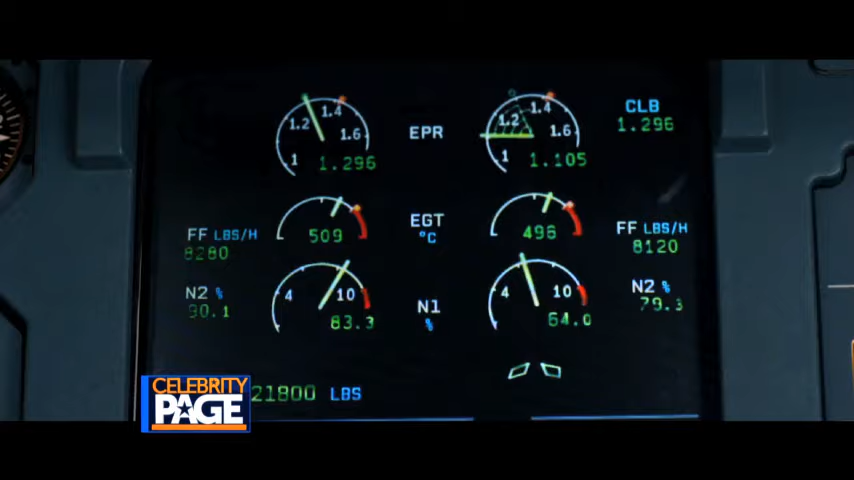 1.2 1.4 1.6 1 1.296
EPR
1.2 1.4 1.6 1 1.105
CLB
1.296
FF LBS/H
8280
509
EGT
°C
496
FF LBS/H
8120
N2 %
90.1
4 10
83.3
N1
%
4 10
64.0
N2 %
79.3
21800 LBS
CELEBRITY
PAGE